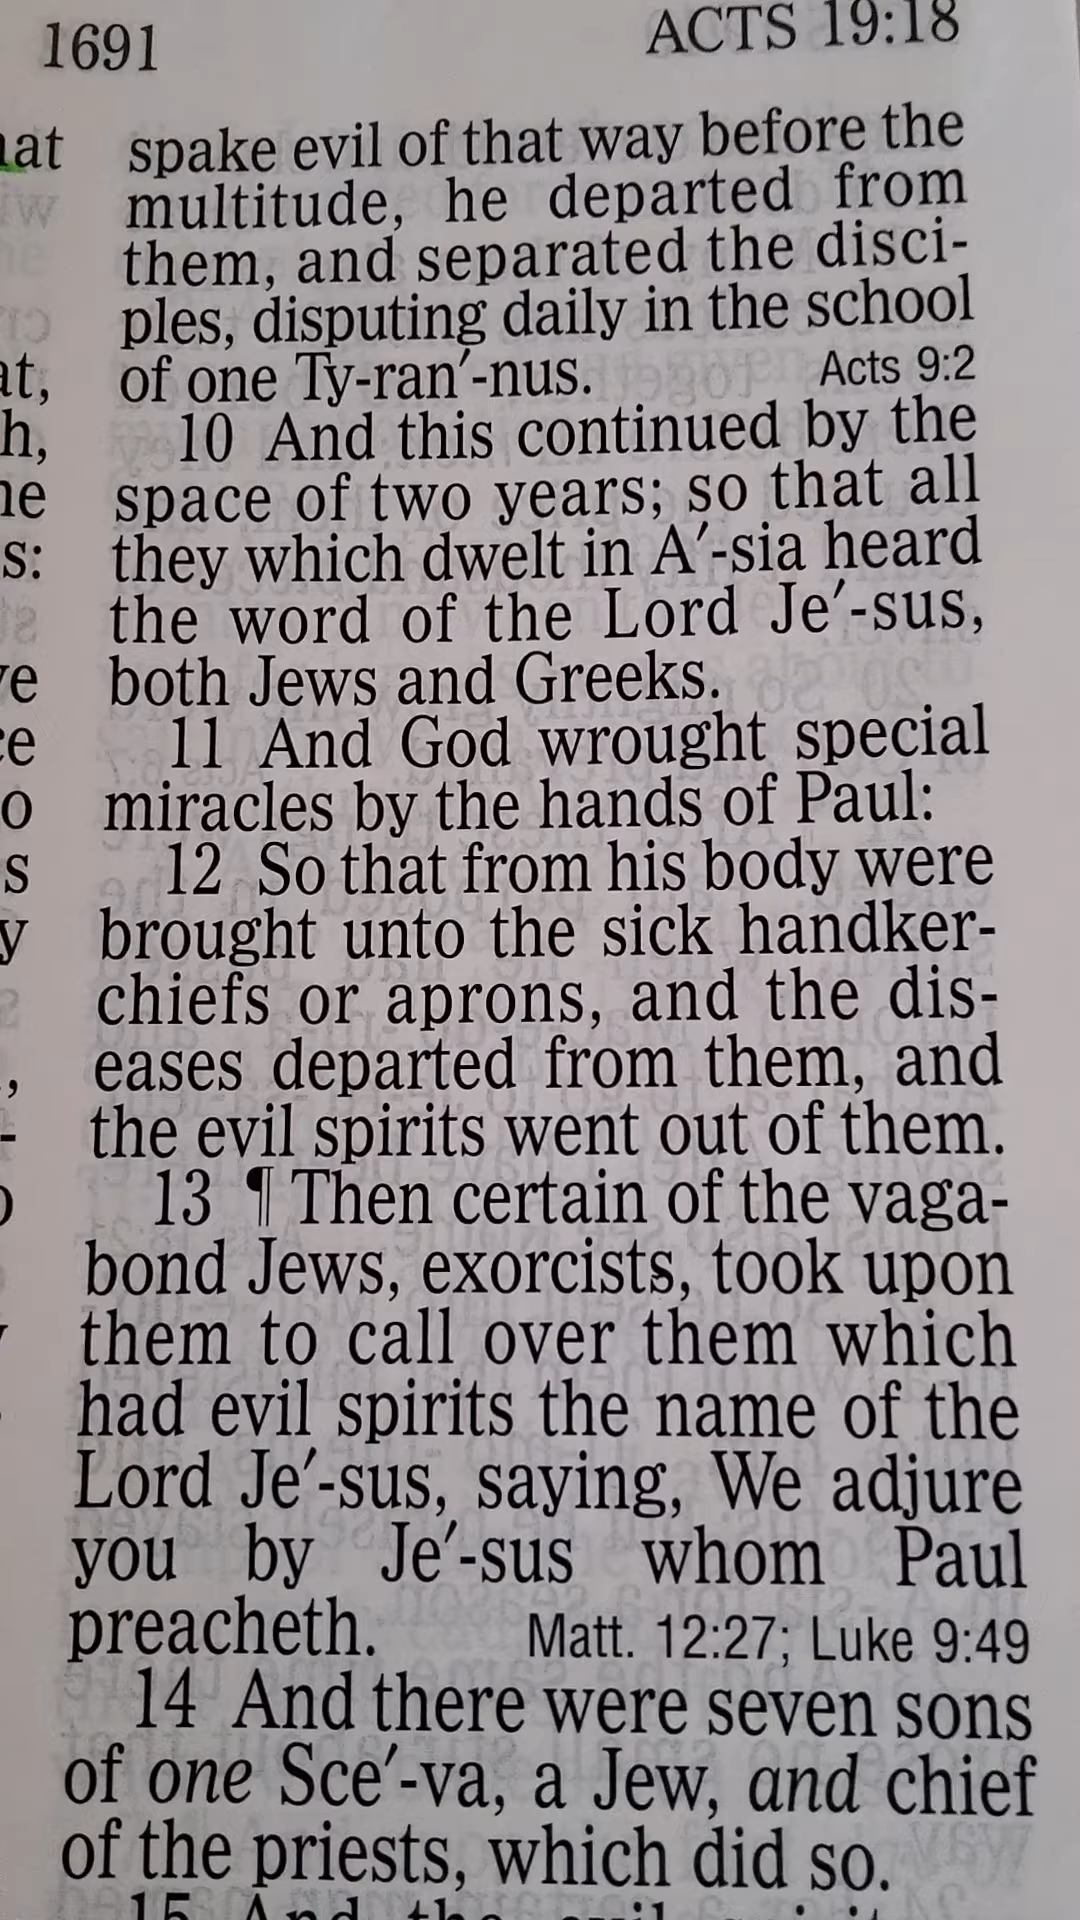 1691 ACTS 19:18
spake evil of that way before the
multitude, he departed from
them, and separated the disci-
ples, disputing daily in the school
of one Ty-ran′-nus. Acts 9:2
10 And this continued by the
space of two years; so that all
they which dwelt in A′-sia heard
the word of the Lord Je′-sus,
both Jews and Greeks.
11 And God wrought special
miracles by the hands of Paul:
12 So that from his body were
brought unto the sick handker-
chiefs or aprons, and the dis-
eases departed from them, and
the evil spirits went out of them.
13 ¶ Then certain of the vaga-
bond Jews, exorcists, took upon
them to call over them which
had evil spirits the name of the
Lord Je′-sus, saying, We adjure
you by Je′-sus whom Paul
preacheth. Matt. 12:27; Luke 9:49
14 And there were seven sons
of one Sce′-va, a Jew, and chief
of the priests, which did so.
15 And the evil spirit